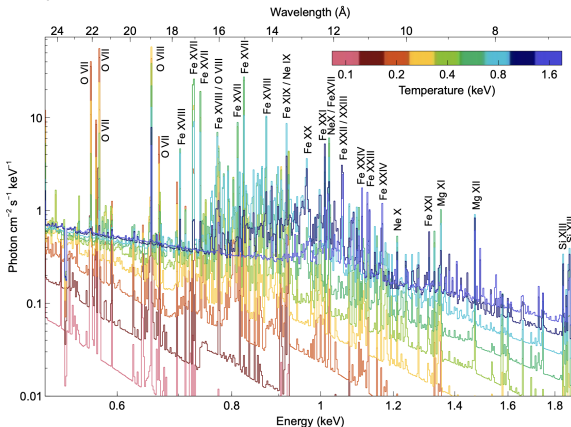 Wavelength (Å)
24 22 20 18 16 14 12 10 8
O VII
O VII
O VII
O VIII
O VII
Fe XVIII
Fe XVII
Fe XVII
Fe XVIII / O VIII
Fe XVII
Fe XVII
Fe XVIII
Fe XIX / Ne IX
Fe XX
Fe XXI
NeX / FeXVII
Fe XXII / XXIII
Fe XXIV
Fe XXIII
Fe XXIV
Ne X
Fe XXI
Mg XI
Mg XII
Si XIII
Si XIII
0.1 0.2 0.4 0.8 1.6
Temperature (keV)
Photon cm⁻² s⁻¹ keV⁻¹
10
1
0.1
0.01
0.6 0.8 1 1.2 1.4 1.6 1.8
Energy (keV)